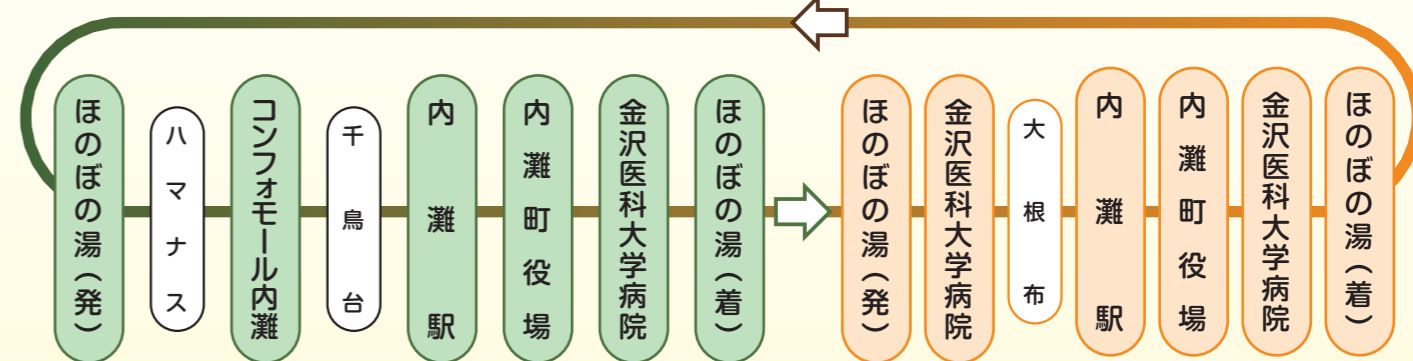 ほのぼの湯（発）
ハマナス
コンフォモール内灘
千鳥台
内灘駅
内灘町役場
金沢医科大学病院
ほのぼの湯（着）
ほのぼの湯（発）
金沢医科大学病院
大根布
内灘駅
内灘町役場
金沢医科大学病院
ほのぼの湯（着）